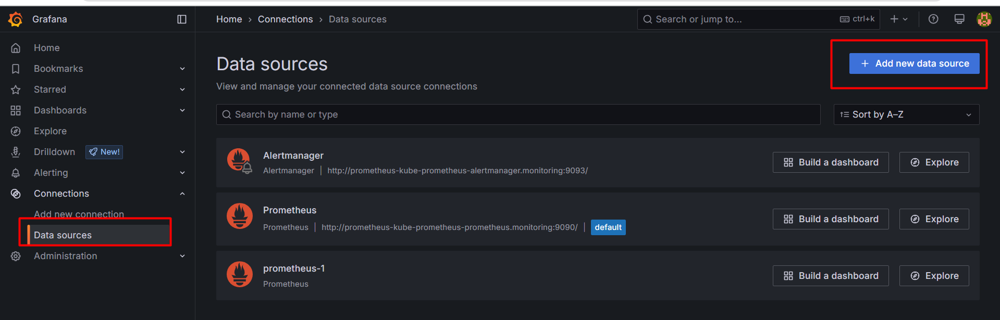 Grafana
Home › Connections › Data sources
Search or jump to...
ctrl+k
Home
Bookmarks
Starred
Dashboards
Explore
Drilldown
New!
Alerting
Connections
Add new connection
Data sources
Administration
Data sources
View and manage your connected data source connections
+ Add new data source
Search by name or type
Sort by A–Z
Alertmanager
Alertmanager | http://prometheus-kube-prometheus-alertmanager.monitoring:9093/
Build a dashboard
Explore
Prometheus
Prometheus | http://prometheus-kube-prometheus-prometheus.monitoring:9090/ | default
Build a dashboard
Explore
prometheus-1
Prometheus
Build a dashboard
Explore